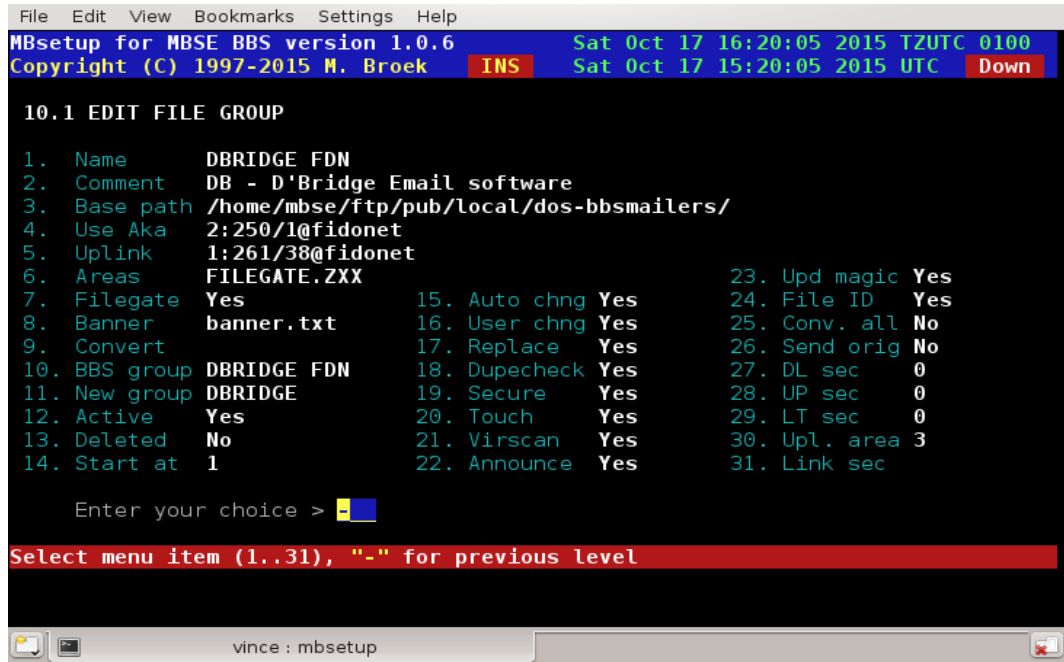 File Edit View Bookmarks Settings Help
MBsetup for MBSE BBS version 1.0.6 Sat Oct 17 16:20:05 2015 TZUTC 0100
Copyright (C) 1997-2015 M. Broek INS Sat Oct 17 15:20:05 2015 UTC Down
10.1 EDIT FILE GROUP
1. Name DBRIDGE FDN
2. Comment DB - D'Bridge Email software
3. Base path /home/mbse/ftp/pub/local/dos-bbsmailers/
4. Use Aka 2:250/1@fidonet
5. Uplink 1:261/38@fidonet
6. Areas FILEGATE.ZXX 23. Upd magic Yes
7. Filegate Yes 15. Auto chng Yes 24. File ID Yes
8. Banner banner.txt 16. User chng Yes 25. Conv. all No
9. Convert 17. Replace Yes 26. Send orig No
10. BBS group DBRIDGE FDN 18. Dupecheck Yes 27. DL sec 0
11. New group DBRIDGE 19. Secure Yes 28. UP sec 0
12. Active Yes 20. Touch Yes 29. LT sec 0
13. Deleted No 21. Virscan Yes 30. Upl. area 3
14. Start at 1 22. Announce Yes 31. Link sec
Enter your choice > -
Select menu item (1..31), "-" for previous level
vince : mbsetup